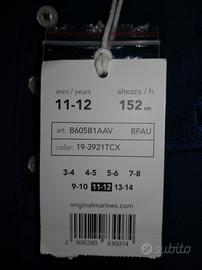 anni / years altezza / h.
11-12 152 cm
art. B605B1AAV BFAU
color: 19-3921TCX
3-4 4-5 5-6 7-8
9-10 11-12 13-14
originalmarines.com
2 000280 830074
subito